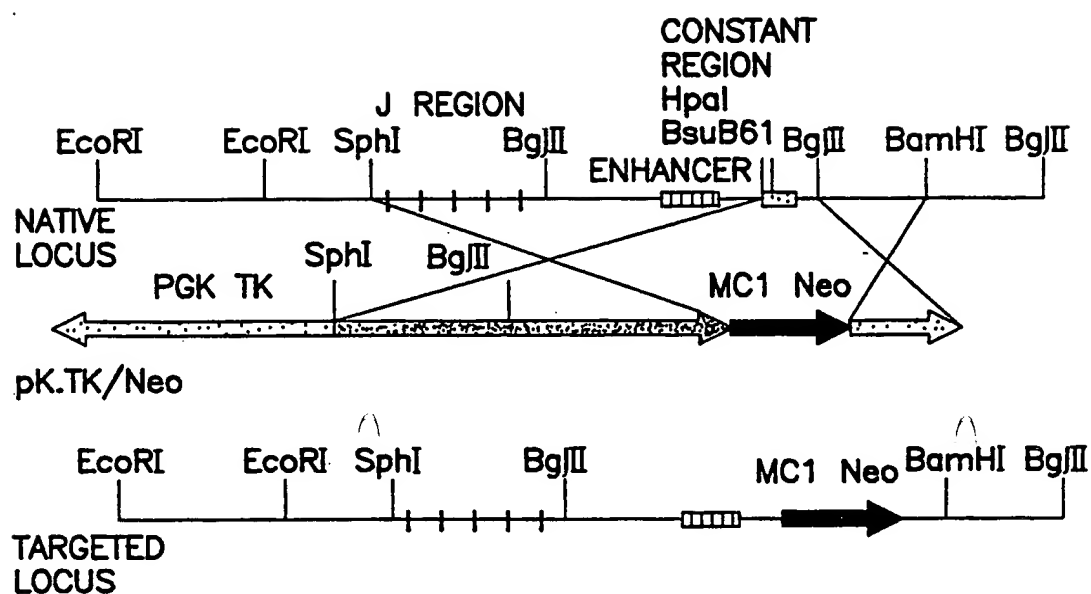 CONSTANT
REGION
HpaI
BsuB61
J REGION
EcoRI EcoRI SphI BglII BglII BamHI BglII
ENHANCER
NATIVE
LOCUS
SphI BglII
PGK TK MC1 Neo
pK.TK/Neo
EcoRI EcoRI SphI BglII MC1 Neo BamHI BglII
TARGETED
LOCUS